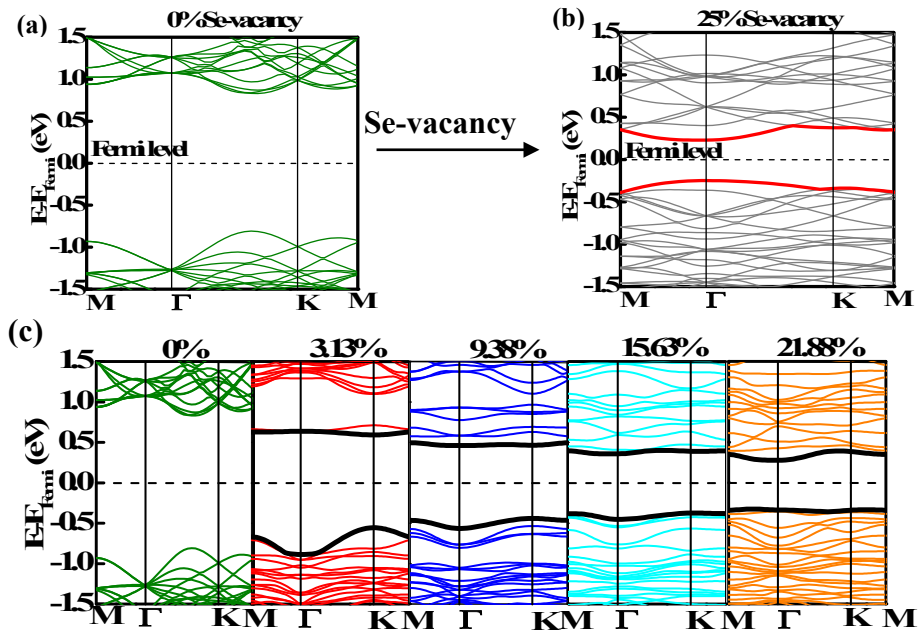 (a)
0% Se-vacancy
1.5
1.0
0.5
0.0
-0.5
-1.0
-1.5
E-E_Fermi (eV)
Fermi level
M Γ K M
Se-vacancy
(b)
25% Se-vacancy
1.5
1.0
0.5
0.0
-0.5
-1.0
-1.5
E-E_Fermi (eV)
Fermi level
M Γ K M
(c)
0% 3.13% 9.38% 15.63% 21.88%
1.5
1.0
0.5
0.0
-0.5
-1.0
-1.5
E-E_Fermi (eV)
M Γ K M Γ K M Γ K M Γ K M Γ K M